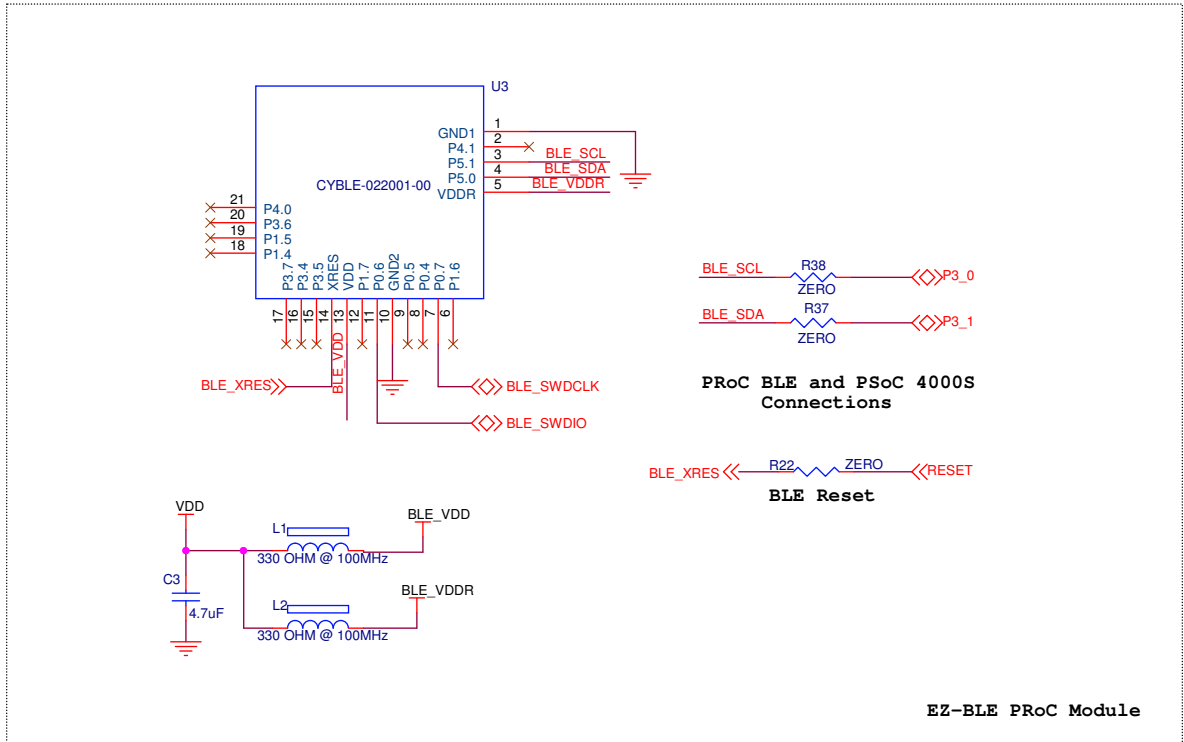 U3
GND1 1
P4.1 2
P5.1 3 BLE_SCL
P5.0 4 BLE_SDA
VDDR 5 BLE_VDDR
CYBLE-022001-00
21 P4.0
20 P3.6
19 P1.5
18 P1.4
P3.7 P3.4 P3.5 XRES VDD P1.7 P0.6 GND2 P0.5 P0.4 P0.7 P1.6
17 16 15 14 13 12 11 10 9 8 7 6
BLE_VDD
BLE_XRES
BLE_SWDCLK
BLE_SWDIO
BLE_SCL R38 P3_0
ZERO
BLE_SDA R37 P3_1
ZERO
PRoC BLE and PSoC 4000S
Connections
BLE_XRES R22 ZERO RESET
BLE Reset
VDD
L1 BLE_VDD
330 OHM @ 100MHz
C3
4.7uF
L2 BLE_VDDR
330 OHM @ 100MHz
EZ-BLE PRoC Module